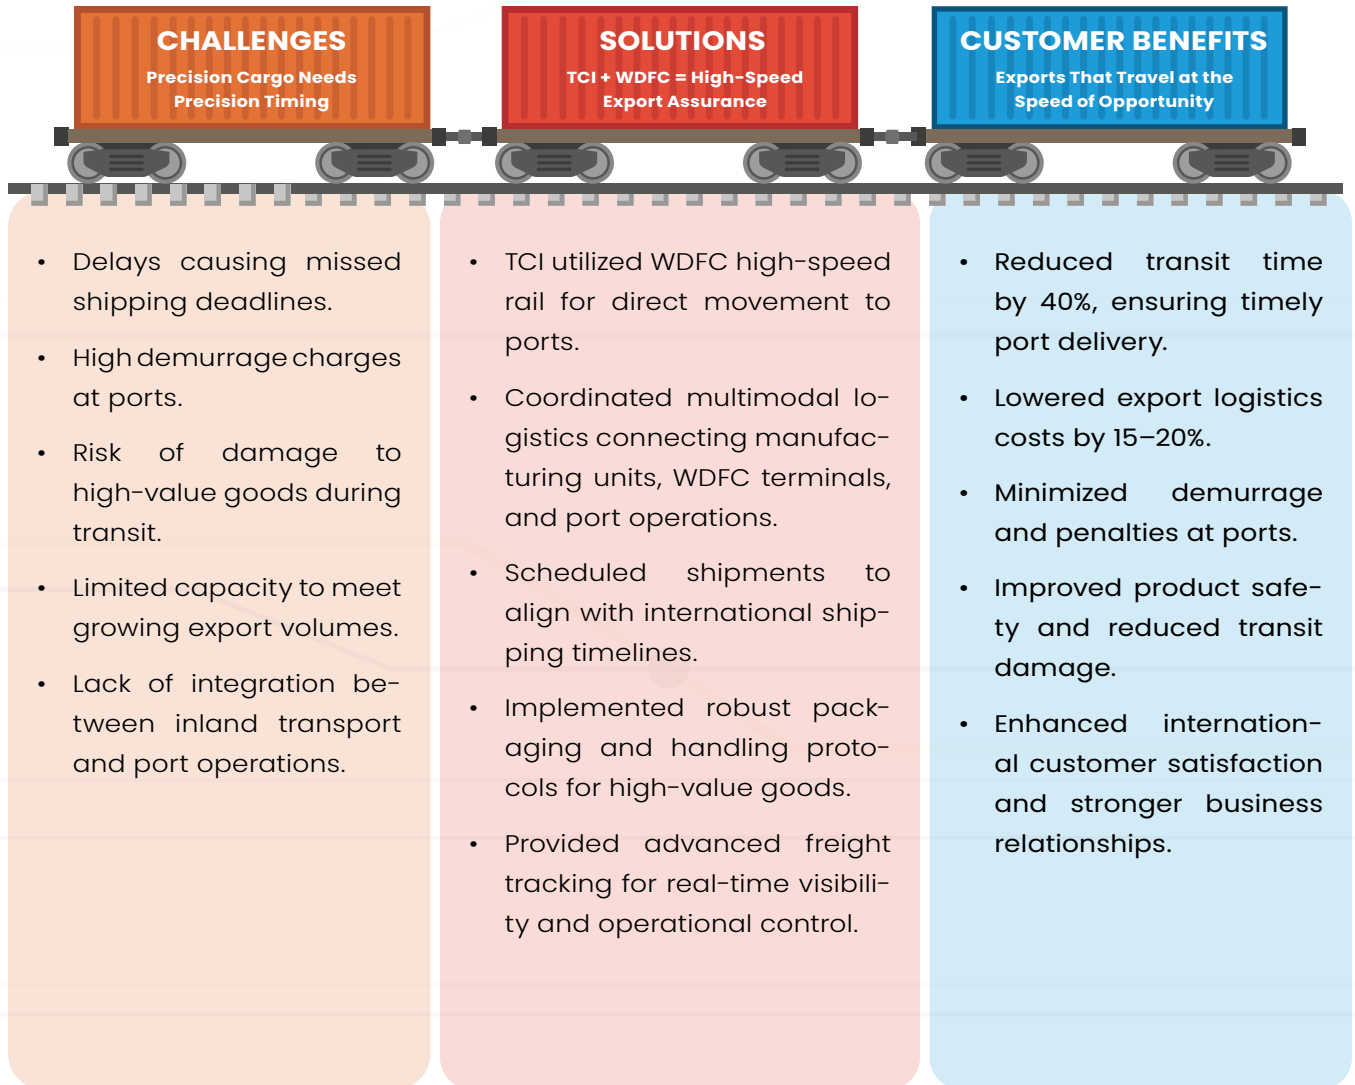 CHALLENGES
Precision Cargo Needs
Precision Timing
• Delays causing missed
shipping deadlines.
• High demurrage charges
at ports.
• Risk of damage to
high-value goods during
transit.
• Limited capacity to meet
growing export volumes.
• Lack of integration be-
tween inland transport
and port operations.
SOLUTIONS
TCI + WDFC = High-Speed
Export Assurance
• TCI utilized WDFC high-speed
rail for direct movement to
ports.
• Coordinated multimodal lo-
gistics connecting manufac-
turing units, WDFC terminals,
and port operations.
• Scheduled shipments to
align with international ship-
ping timelines.
• Implemented robust pack-
aging and handling proto-
cols for high-value goods.
• Provided advanced freight
tracking for real-time visibili-
ty and operational control.
CUSTOMER BENEFITS
Exports That Travel at the
Speed of Opportunity
• Reduced transit time
by 40%, ensuring timely
port delivery.
• Lowered export logistics
costs by 15–20%.
• Minimized demurrage
and penalties at ports.
• Improved product safe-
ty and reduced transit
damage.
• Enhanced internation-
al customer satisfaction
and stronger business
relationships.